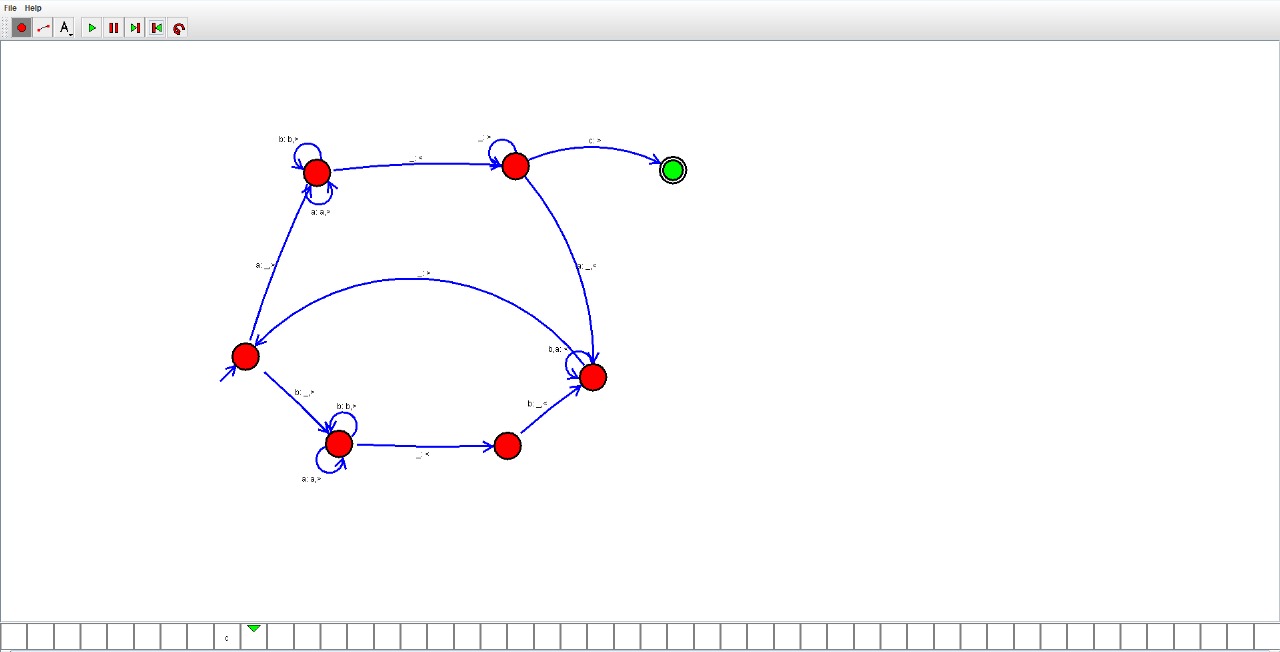 File Help
A
b: b,>
_: <
_: >
c: >
a: a,>
a: _,>
_: >
a: _,<
b,a: <
b: _,>
b: b,>
b: _,<
_: <
a: a,>
c